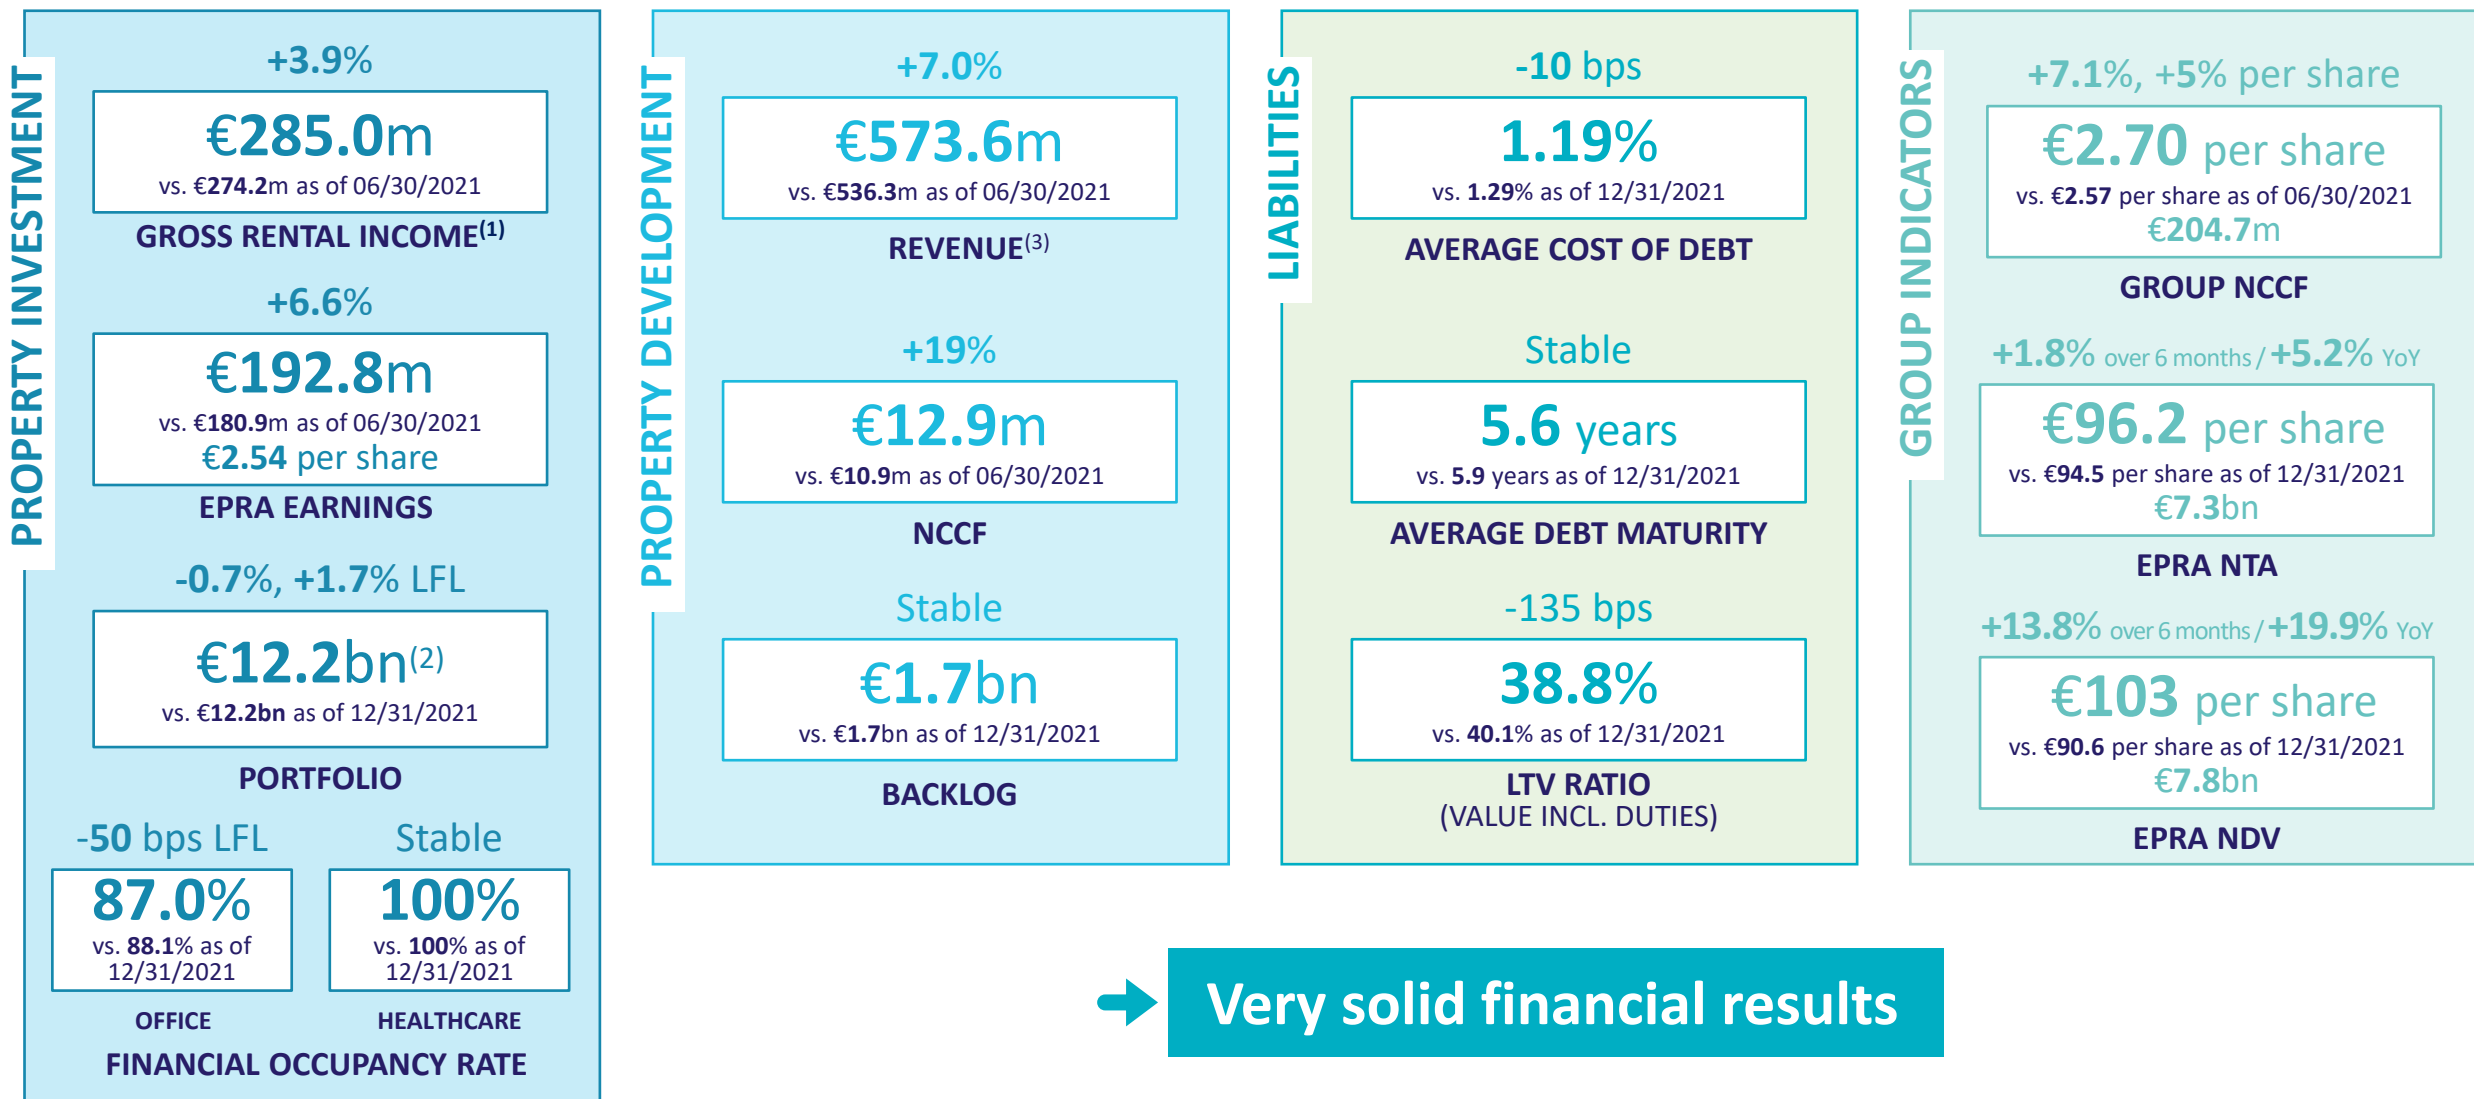 PROPERTY INVESTMENT
+3.9%
€285.0m
vs. €274.2m as of 06/30/2021
GROSS RENTAL INCOME(1)
+6.6%
€192.8m
vs. €180.9m as of 06/30/2021
€2.54 per share
EPRA EARNINGS
-0.7%, +1.7% LFL
€12.2bn(2)
vs. €12.2bn as of 12/31/2021
PORTFOLIO
-50 bps LFL
87.0%
vs. 88.1% as of
12/31/2021
OFFICE
Stable
100%
vs. 100% as of
12/31/2021
HEALTHCARE
FINANCIAL OCCUPANCY RATE
PROPERTY DEVELOPMENT
+7.0%
€573.6m
vs. €536.3m as of 06/30/2021
REVENUE(3)
+19%
€12.9m
vs. €10.9m as of 06/30/2021
NCCF
Stable
€1.7bn
vs. €1.7bn as of 12/31/2021
BACKLOG
LIABILITIES
-10 bps
1.19%
vs. 1.29% as of 12/31/2021
AVERAGE COST OF DEBT
Stable
5.6 years
vs. 5.9 years as of 12/31/2021
AVERAGE DEBT MATURITY
-135 bps
38.8%
vs. 40.1% as of 12/31/2021
LTV RATIO
(VALUE INCL. DUTIES)
GROUP INDICATORS
+7.1%, +5% per share
€2.70 per share
vs. €2.57 per share as of 06/30/2021
€204.7m
GROUP NCCF
+1.8% over 6 months / +5.2% YoY
€96.2 per share
vs. €94.5 per share as of 12/31/2021
€7.3bn
EPRA NTA
+13.8% over 6 months / +19.9% YoY
€103 per share
vs. €90.6 per share as of 12/31/2021
€7.8bn
EPRA NDV
Very solid financial results